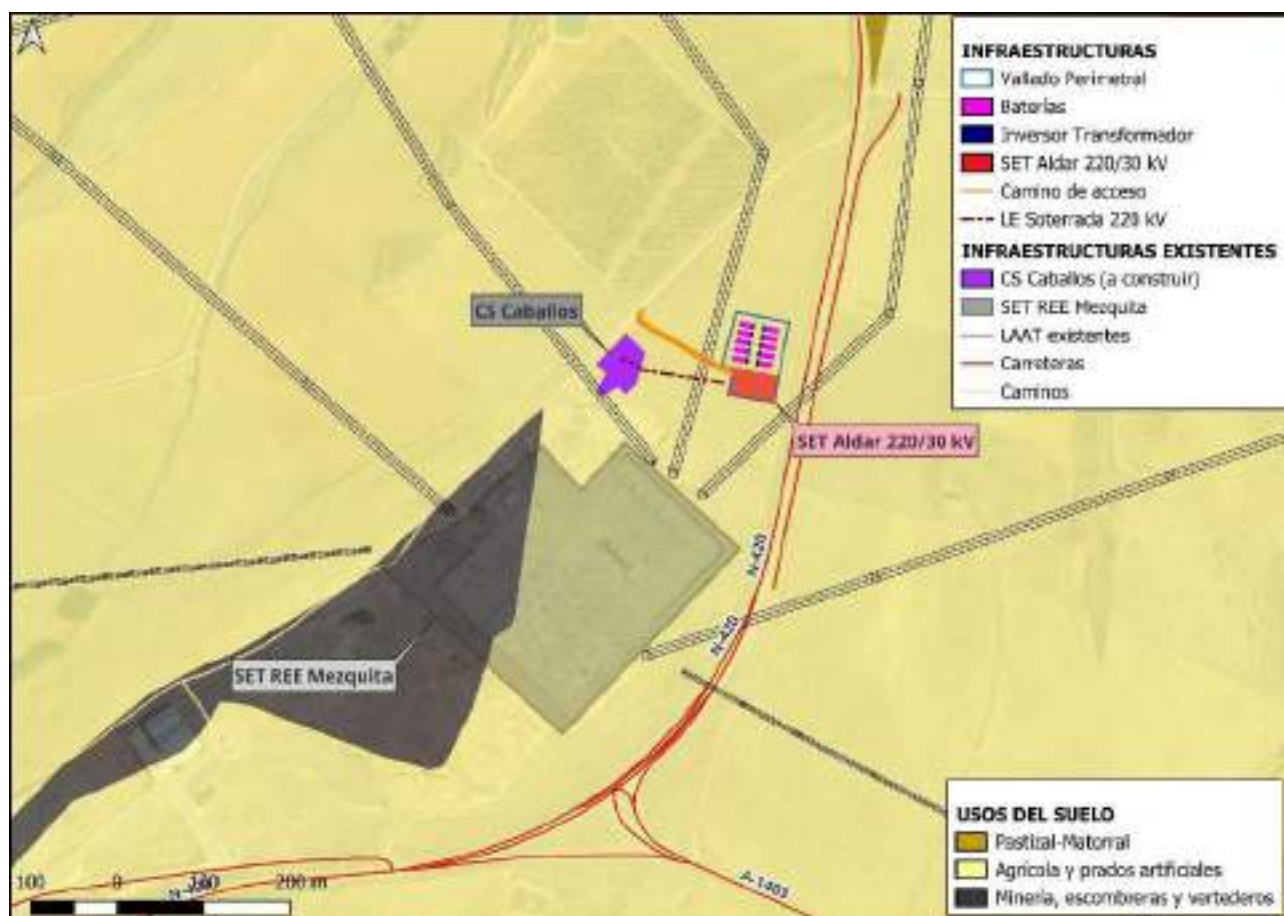 INFRAESTRUCTURAS
Vallado Perimetral
Baterías
Inversor Transformador
SET Aldar 220/30 kV
Camino de acceso
LE Soterrada 220 kV
INFRAESTRUCTURAS EXISTENTES
CS Caballos (a construir)
SET REE Mezquita
LAAT existentes
Carreteras
Caminos
CS Caballos
SET Aldar 220/30 kV
N-420
N-420
SET REE Mezquita
USOS DEL SUELO
Pastizal-Matorral
Agrícola y prados artificiales
Minería, escombreras y vertederos
100 0 100 200 m
A-1403